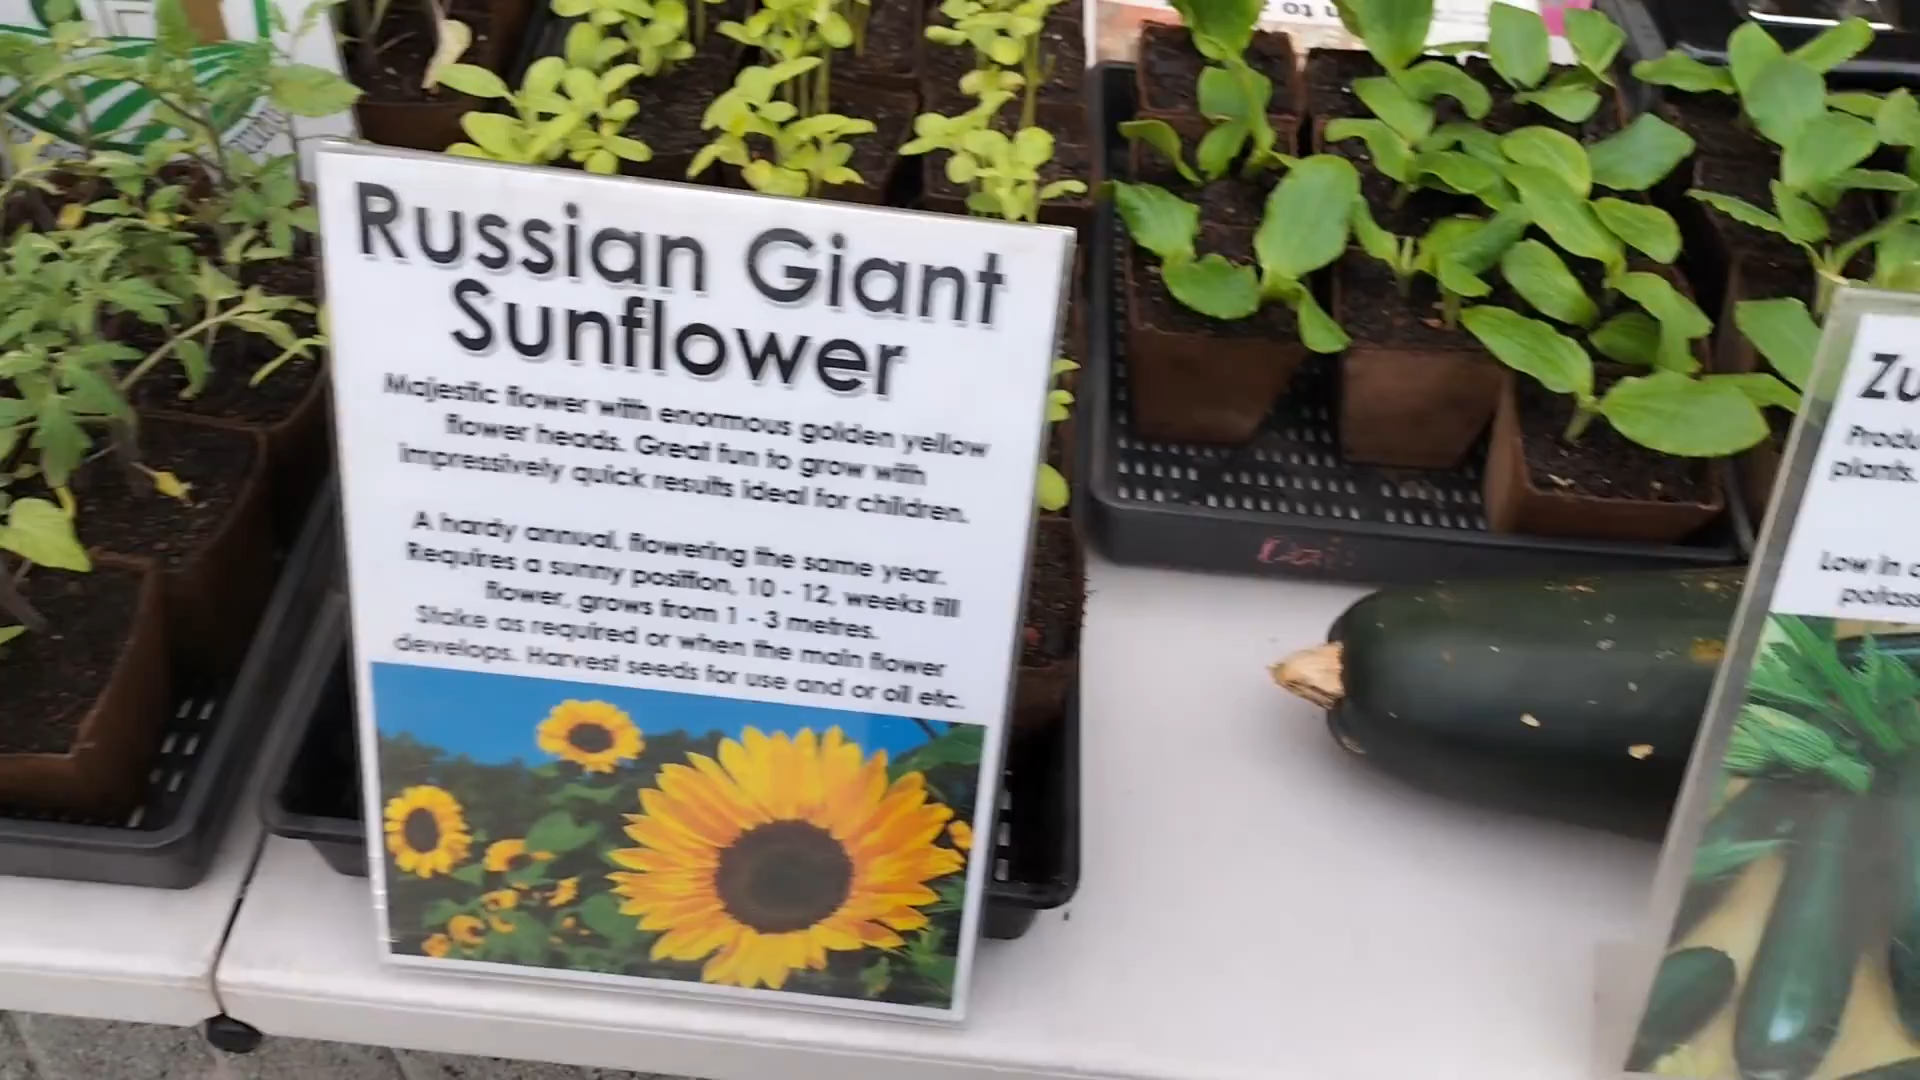 Russian Giant
Sunflower
Majestic flower with enormous golden yellow
flower heads. Great fun to grow with
impressively quick results ideal for children.
A hardy annual, flowering the same year.
Requires a sunny position, 10 - 12, weeks till
flower, grows from 1 - 3 metres.
Stake as required or when the main flower
develops. Harvest seeds for use and or oil etc.
Zu
Produ
plants.
Low in c
potass